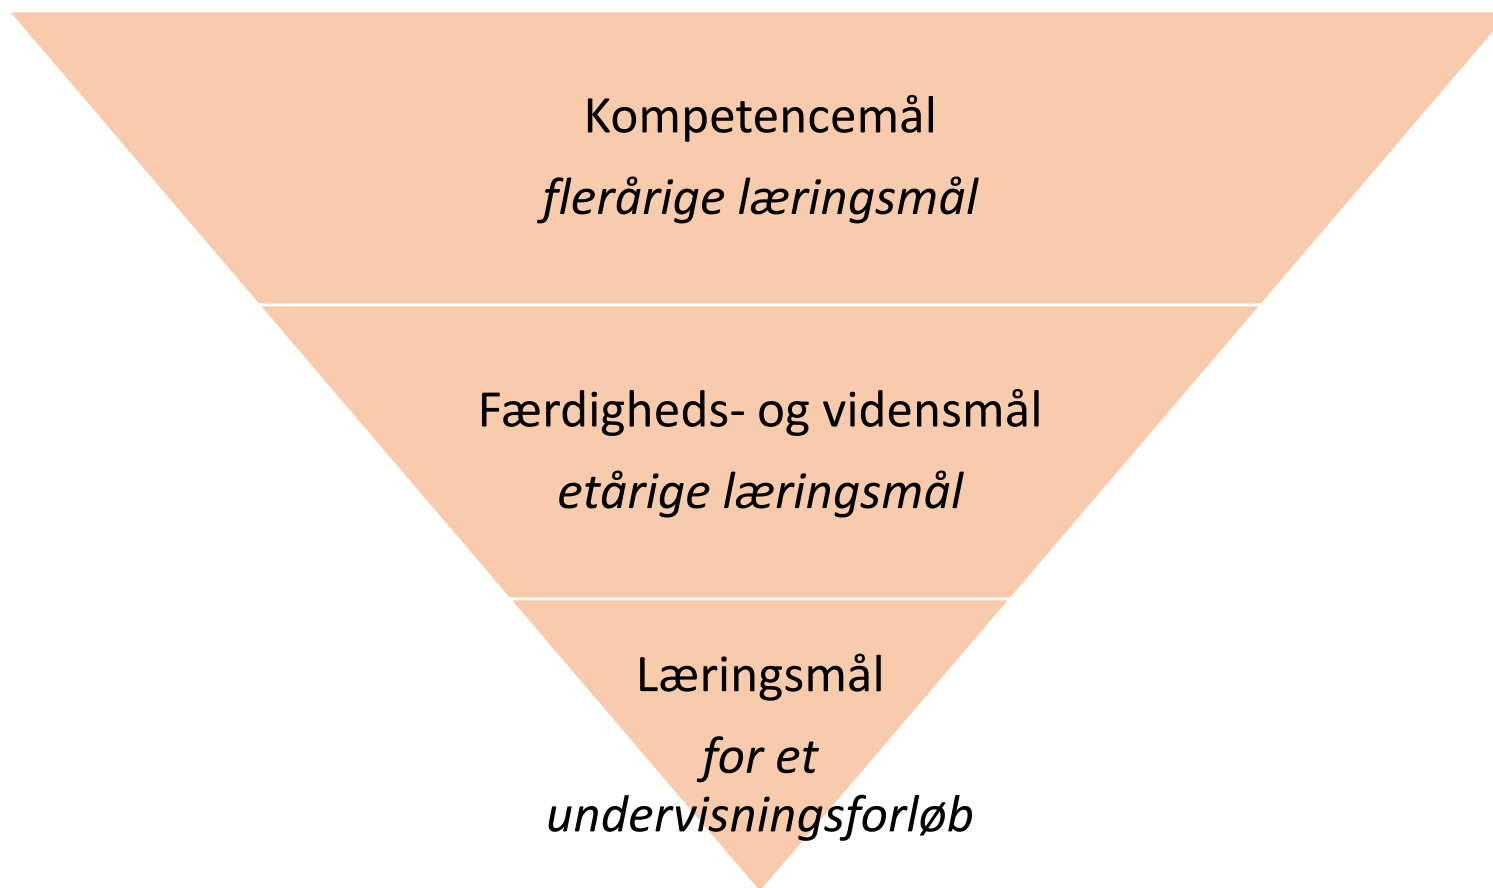 Kompetencemål
flerårige læringsmål
Færdigheds- og vidensmål
etårige læringsmål
Læringsmål
for et
undervisningsforløb